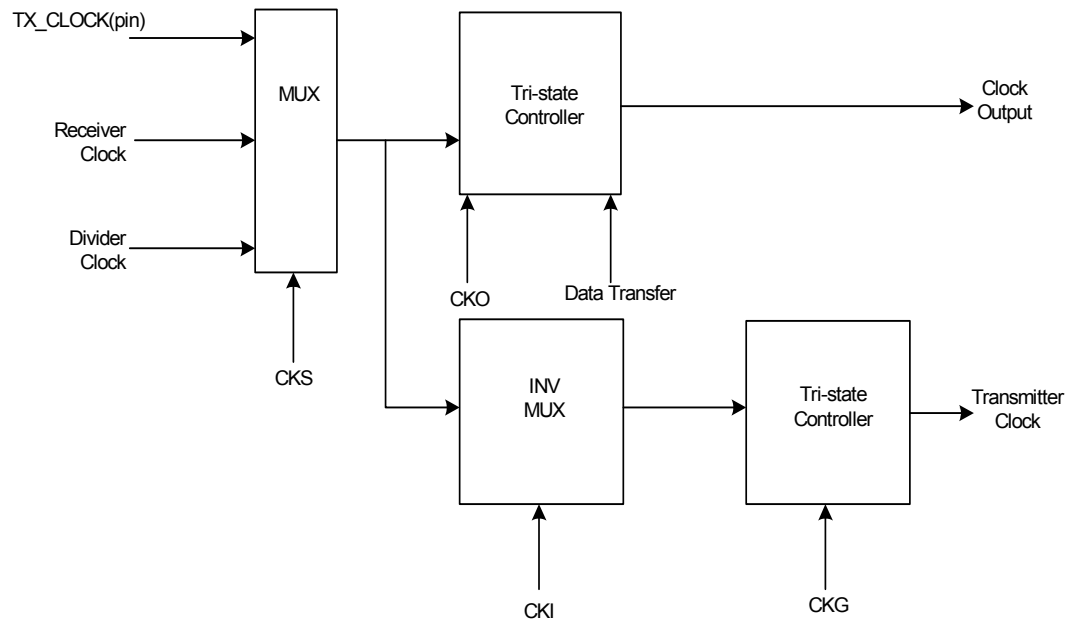 TX_CLOCK(pin)
MUX
Tri-state
Controller
Clock
Output
Receiver
Clock
Divider
Clock
CKO
Data Transfer
CKS
INV
MUX
Tri-state
Controller
Transmitter
Clock
CKI
CKG